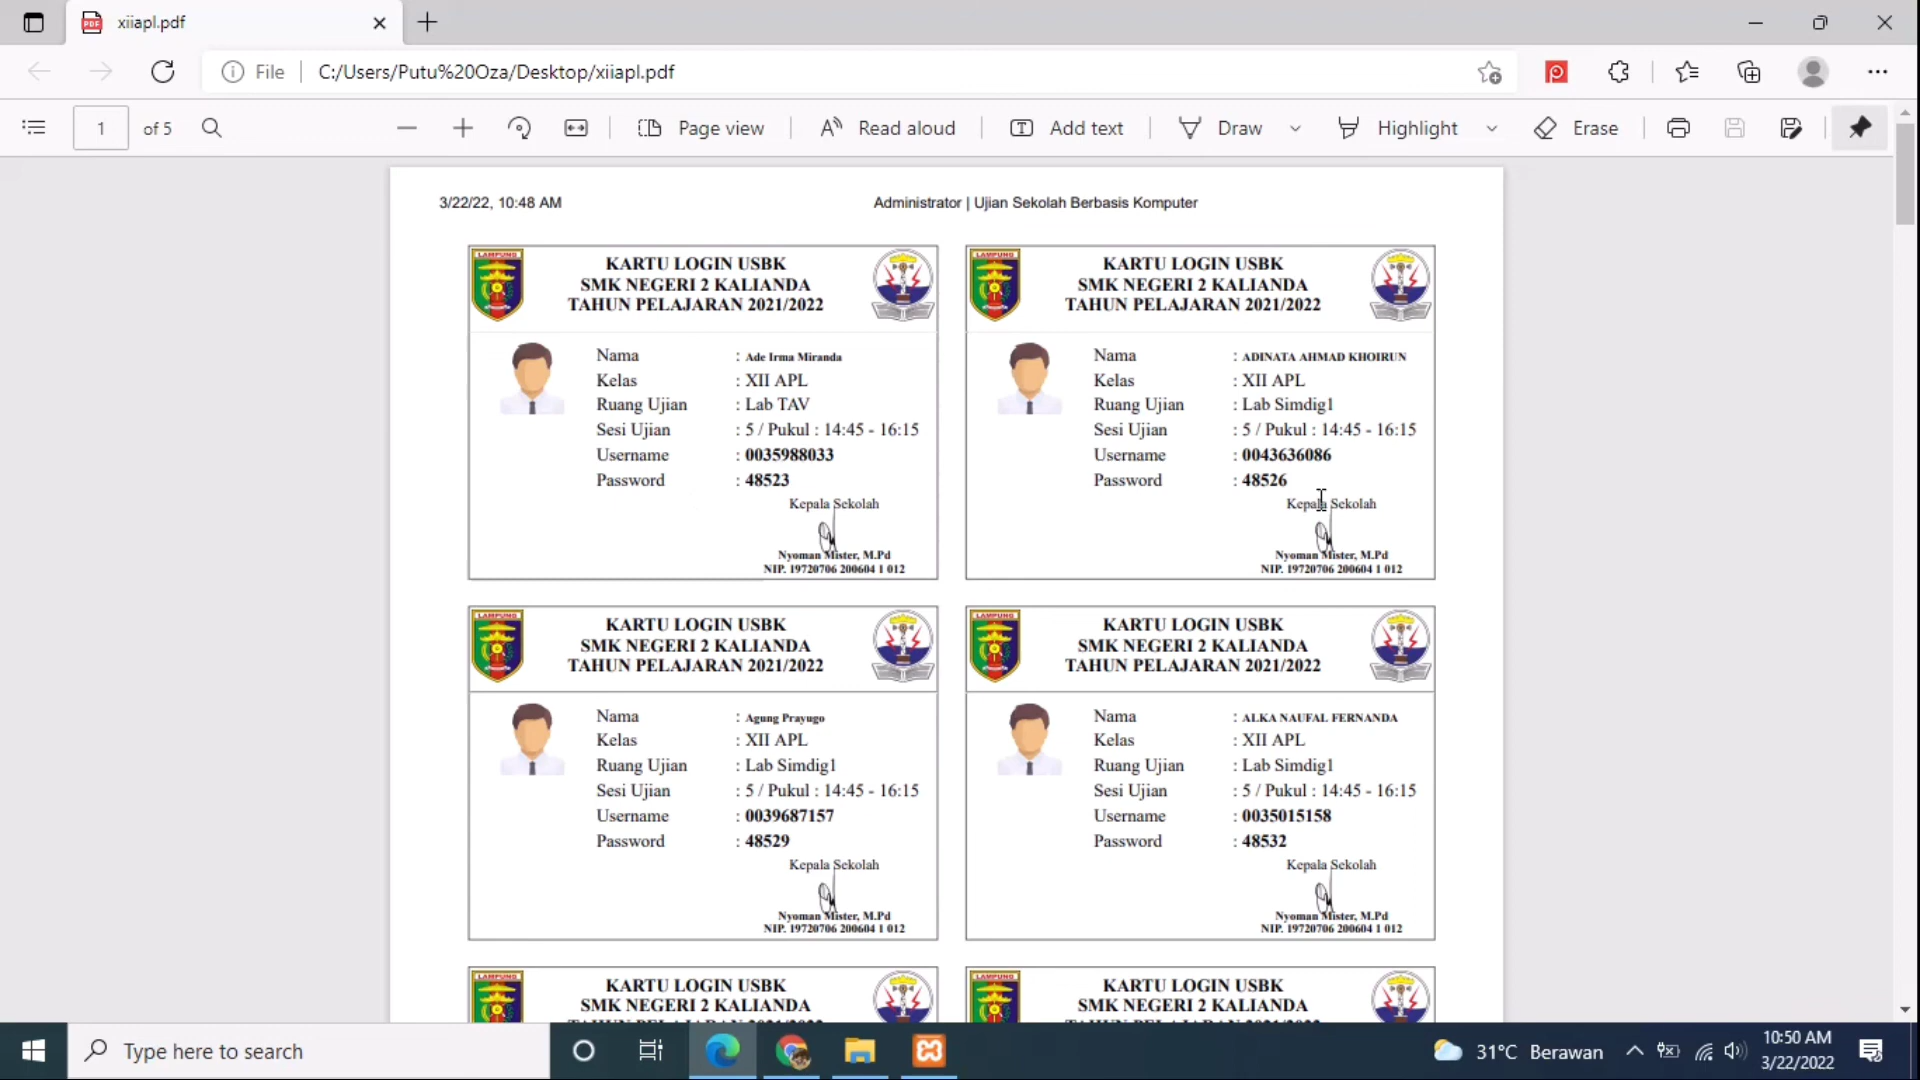 xiiapl.pdf
File
C:/Users/Putu%20Oza/Desktop/xiiapl.pdf
1 of 5
Page view
Read aloud
Add text
Draw
Highlight
Erase
3/22/22, 10:48 AM
Administrator | Ujian Sekolah Berbasis Komputer
LAMPUNG
KARTU LOGIN USBK
SMK NEGERI 2 KALIANDA
TAHUN PELAJARAN 2021/2022
Nama : Ade Irma Miranda
Kelas : XII APL
Ruang Ujian : Lab TAV
Sesi Ujian : 5 / Pukul : 14:45 - 16:15
Username : 0035988033
Password : 48523
Kepala Sekolah
Nyoman Mister, M.Pd
NIP. 19720706 200604 1 012
LAMPUNG
KARTU LOGIN USBK
SMK NEGERI 2 KALIANDA
TAHUN PELAJARAN 2021/2022
Nama : ADINATA AHMAD KHOIRUN
Kelas : XII APL
Ruang Ujian : Lab Simdig1
Sesi Ujian : 5 / Pukul : 14:45 - 16:15
Username : 0043636086
Password : 48526
Kepala Sekolah
Nyoman Mister, M.Pd
NIP. 19720706 200604 1 012
LAMPUNG
KARTU LOGIN USBK
SMK NEGERI 2 KALIANDA
TAHUN PELAJARAN 2021/2022
Nama : Agung Prayugo
Kelas : XII APL
Ruang Ujian : Lab Simdig1
Sesi Ujian : 5 / Pukul : 14:45 - 16:15
Username : 0039687157
Password : 48529
Kepala Sekolah
Nyoman Mister, M.Pd
NIP. 19720706 200604 1 012
LAMPUNG
KARTU LOGIN USBK
SMK NEGERI 2 KALIANDA
TAHUN PELAJARAN 2021/2022
Nama : ALKA NAUFAL FERNANDA
Kelas : XII APL
Ruang Ujian : Lab Simdig1
Sesi Ujian : 5 / Pukul : 14:45 - 16:15
Username : 0035015158
Password : 48532
Kepala Sekolah
Nyoman Mister, M.Pd
NIP. 19720706 200604 1 012
LAMPUNG
KARTU LOGIN USBK
SMK NEGERI 2 KALIANDA
LAMPUNG
KARTU LOGIN USBK
SMK NEGERI 2 KALIANDA
Type here to search
31°C Berawan
10:50 AM
3/22/2022